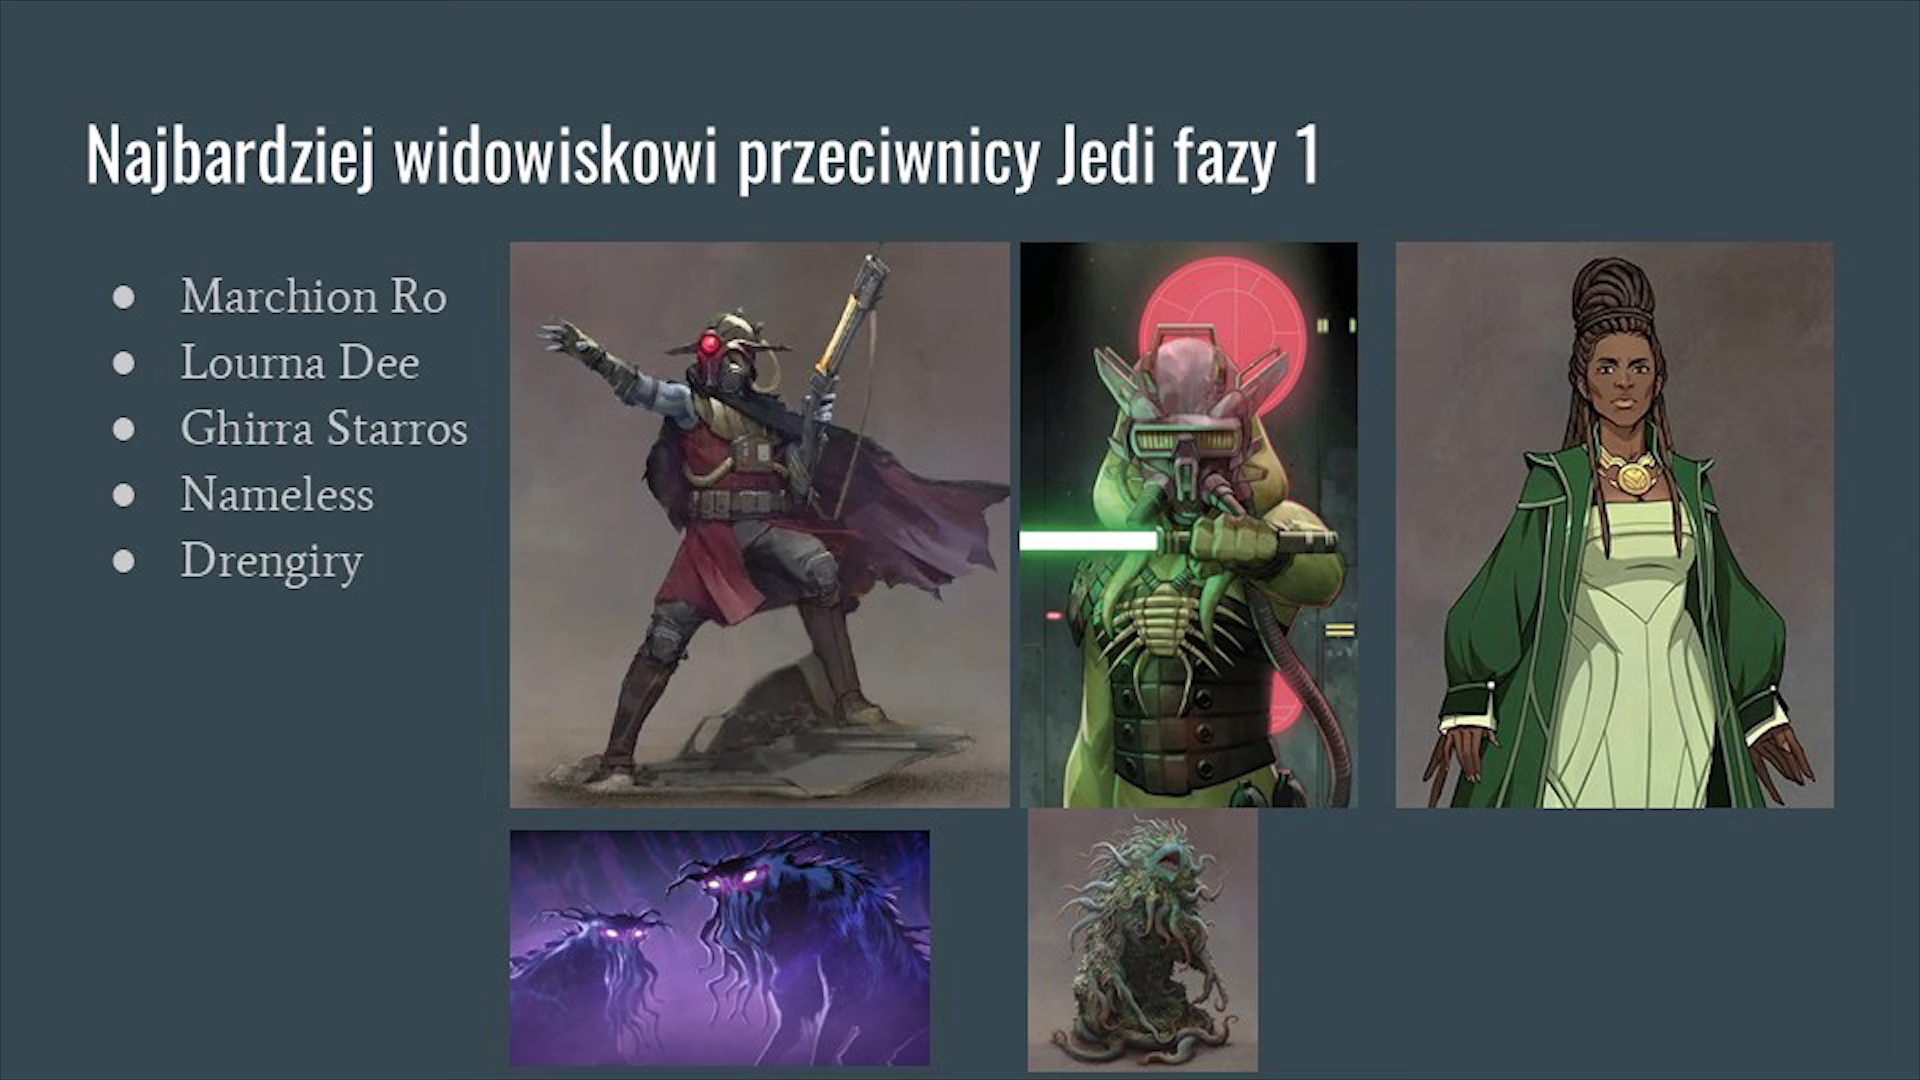 Najbardziej widowiskowi przeciwnicy Jedi fazy 1
● Marchion Ro
● Lourna Dee
● Ghirra Starros
● Nameless
● Drengiry